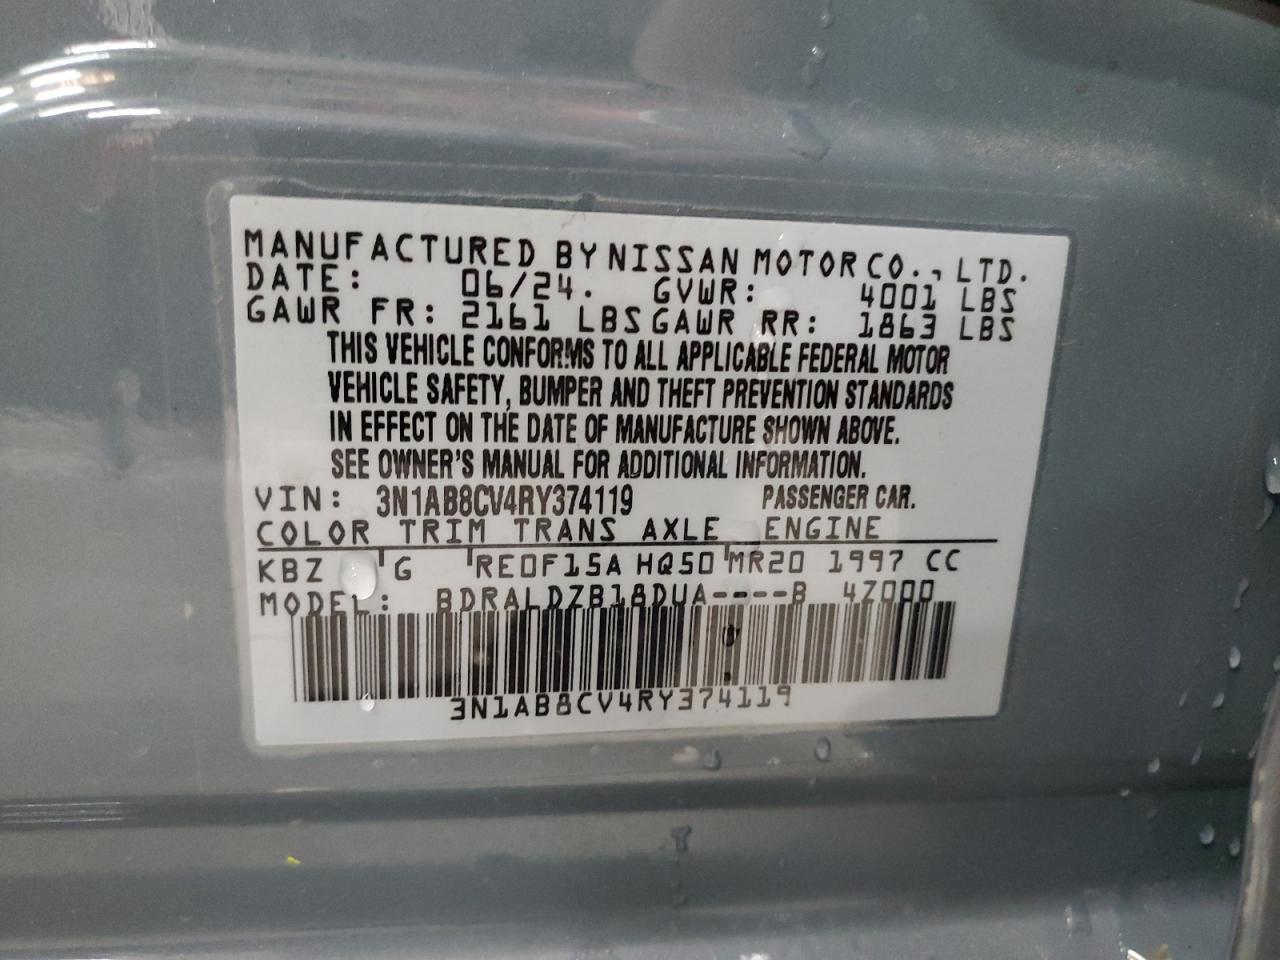 MANUFACTURED BY NISSAN MOTOR CO., LTD.
DATE: 06/24. GVWR: 4001 LBS
GAWR FR: 2161 LBS GAWR RR: 1863 LBS
THIS VEHICLE CONFORMS TO ALL APPLICABLE FEDERAL MOTOR
VEHICLE SAFETY, BUMPER AND THEFT PREVENTION STANDARDS
IN EFFECT ON THE DATE OF MANUFACTURE SHOWN ABOVE.
SEE OWNER'S MANUAL FOR ADDITIONAL INFORMATION.
VIN: 3N1AB8CV4RY374119 PASSENGER CAR.
COLOR TRIM TRANS AXLE ENGINE
KBZ G RE0F15A HQ50 MR20 1997 CC
MODEL: BDRALDZB18DUA----B 4Z000
3N1AB8CV4RY374119